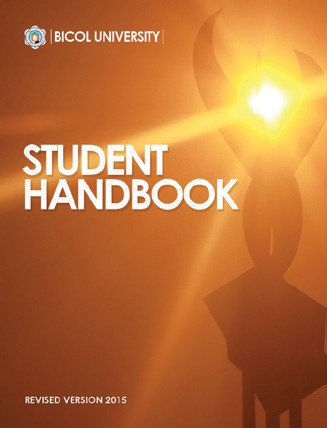 BICOL UNIVERSITY
STUDENT
HANDBOOK
REVISED VERSION 2015